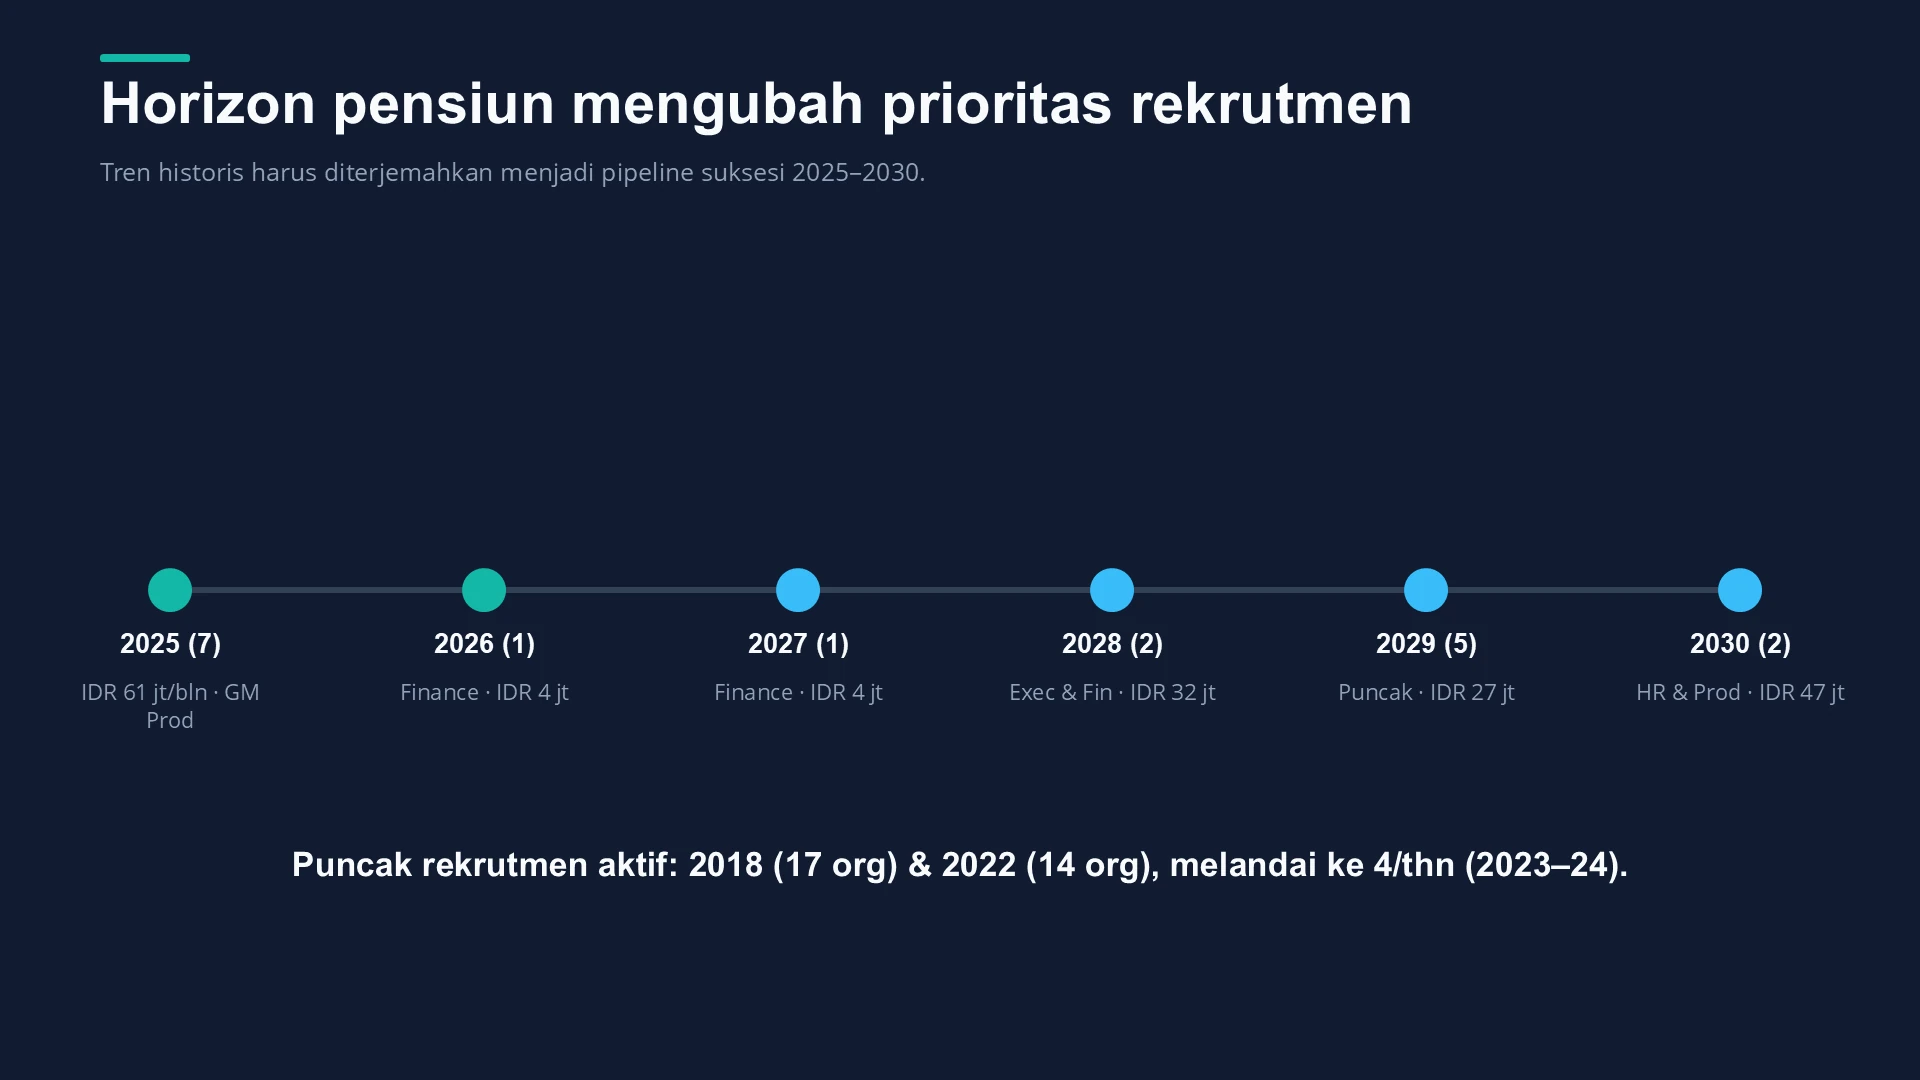 Horizon pensiun mengubah prioritas rekrutmen
Tren historis harus diterjemahkan menjadi pipeline suksesi 2025–2030.
2025 (7)
IDR 61 jt/bln · GM
Prod
2026 (1)
Finance · IDR 4 jt
2027 (1)
Finance · IDR 4 jt
2028 (2)
Exec & Fin · IDR 32 jt
2029 (5)
Puncak · IDR 27 jt
2030 (2)
HR & Prod · IDR 47 jt
Puncak rekrutmen aktif: 2018 (17 org) & 2022 (14 org), melandai ke 4/thn (2023–24).